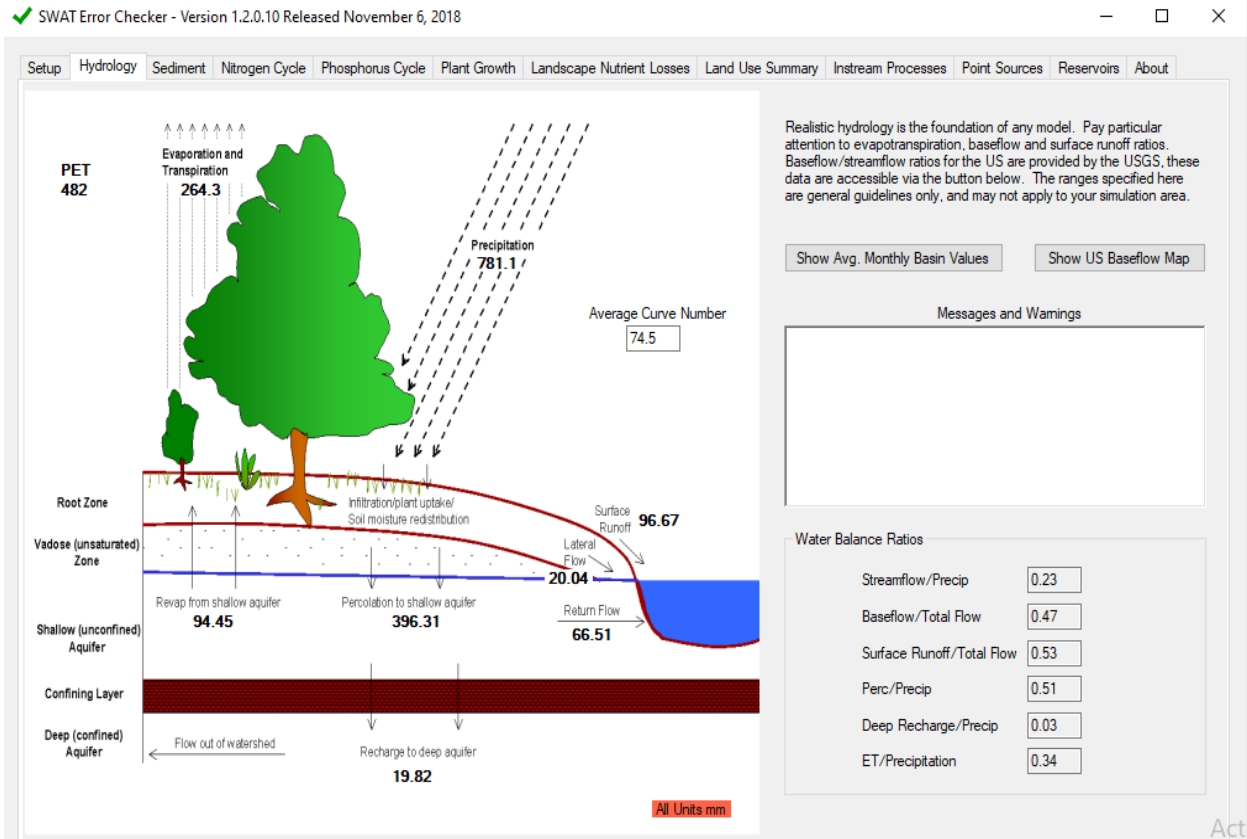 SWAT Error Checker - Version 1.2.0.10 Released November 6, 2018
Setup
Hydrology
Sediment
Nitrogen Cycle
Phosphorus Cycle
Plant Growth
Landscape Nutrient Losses
Land Use Summary
Instream Processes
Point Sources
Reservoirs
About
PET
482
Evaporation and
Transpiration
264.3
Precipitation
781.1
Average Curve Number
74.5
Root Zone
Infiltration/plant uptake/
Soil moisture redistribution
Surface
Runoff
96.67
Vadose (unsaturated)
Zone
Lateral
Flow
20.04
Revap from shallow aquifer
94.45
Percolation to shallow aquifer
396.31
Return Flow
66.51
Shallow (unconfined)
Aquifer
Confining Layer
Deep (confined)
Aquifer
Flow out of watershed
Recharge to deep aquifer
19.82
All Units mm
Realistic hydrology is the foundation of any model. Pay particular
attention to evapotranspiration, baseflow and surface runoff ratios.
Baseflow/streamflow ratios for the US are provided by the USGS, these
data are accessible via the button below. The ranges specified here
are general guidelines only, and may not apply to your simulation area.
Show Avg. Monthly Basin Values
Show US Baseflow Map
Messages and Warnings
Water Balance Ratios
Streamflow/Precip 0.23
Baseflow/Total Flow 0.47
Surface Runoff/Total Flow 0.53
Perc/Precip 0.51
Deep Recharge/Precip 0.03
ET/Precipitation 0.34
Act